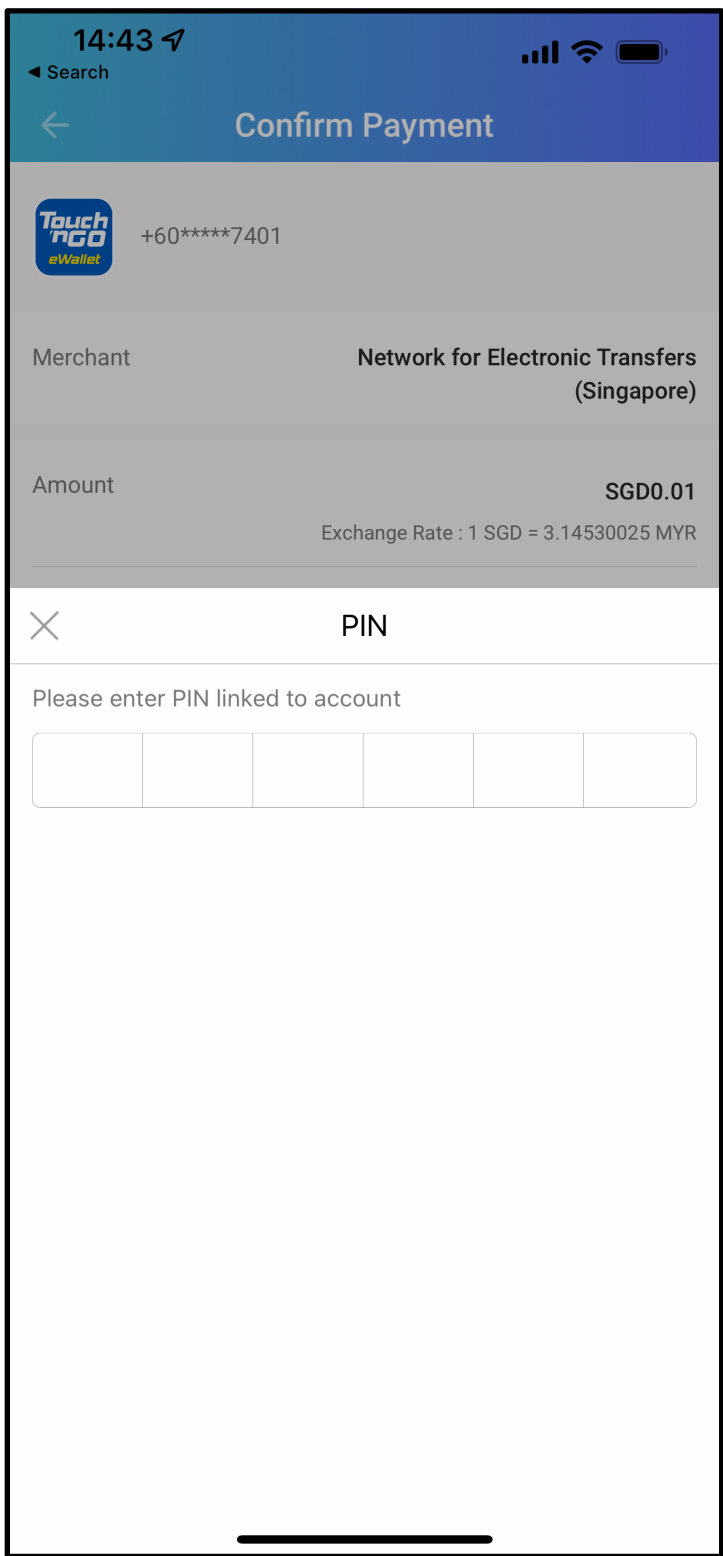 14:43
◀ Search
Confirm Payment
Touch
'nGO
eWallet
+60*****7401
Merchant
Network for Electronic Transfers
(Singapore)
Amount
SGD0.01
Exchange Rate : 1 SGD = 3.14530025 MYR
PIN
Please enter PIN linked to account